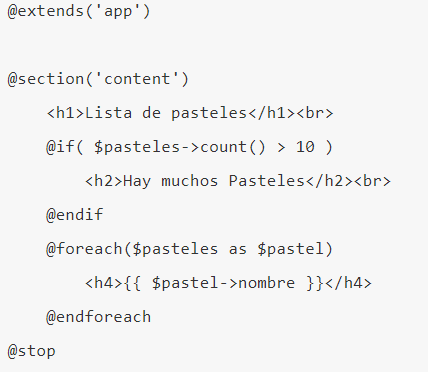 @extends('app')

@section('content')
    <h1>Lista de pasteles</h1><br>
    @if( $pasteles->count() > 10 )
        <h2>Hay muchos Pasteles</h2><br>
    @endif
    @foreach($pasteles as $pastel)
        <h4>{{ $pastel->nombre }}</h4>
    @endforeach
@stop